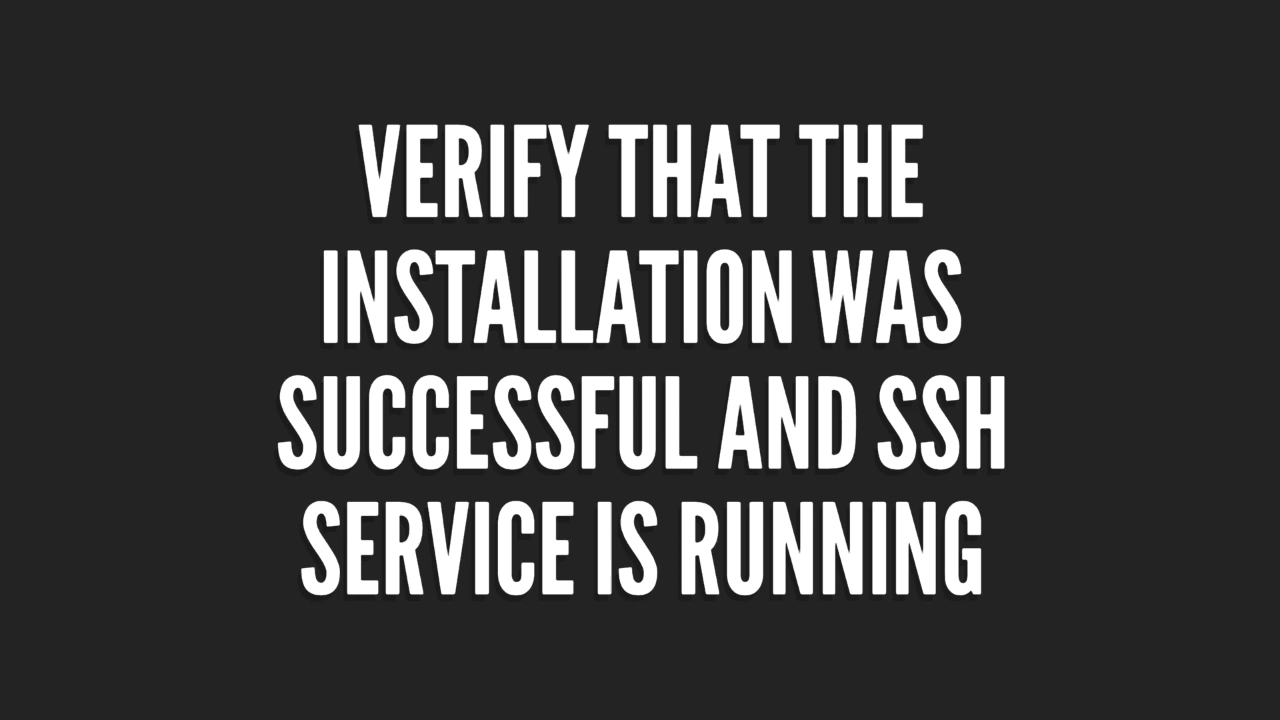 VERIFY THAT THE
INSTALLATION WAS
SUCCESSFUL AND SSH
SERVICE IS RUNNING